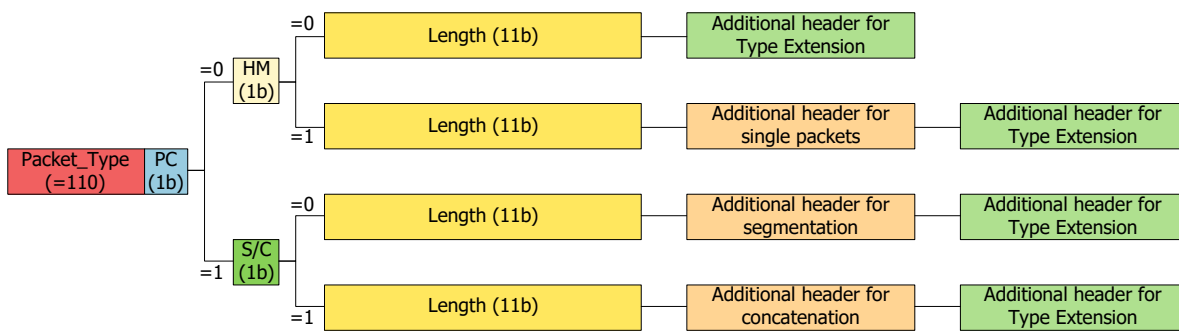 =0
Length (11b)
Additional header for
Type Extension
=0
HM
(1b)
=1
Length (11b)
Additional header for
single packets
Additional header for
Type Extension
Packet_Type
(=110)
PC
(1b)
=0
Length (11b)
Additional header for
segmentation
Additional header for
Type Extension
=1
S/C
(1b)
=1
Length (11b)
Additional header for
concatenation
Additional header for
Type Extension